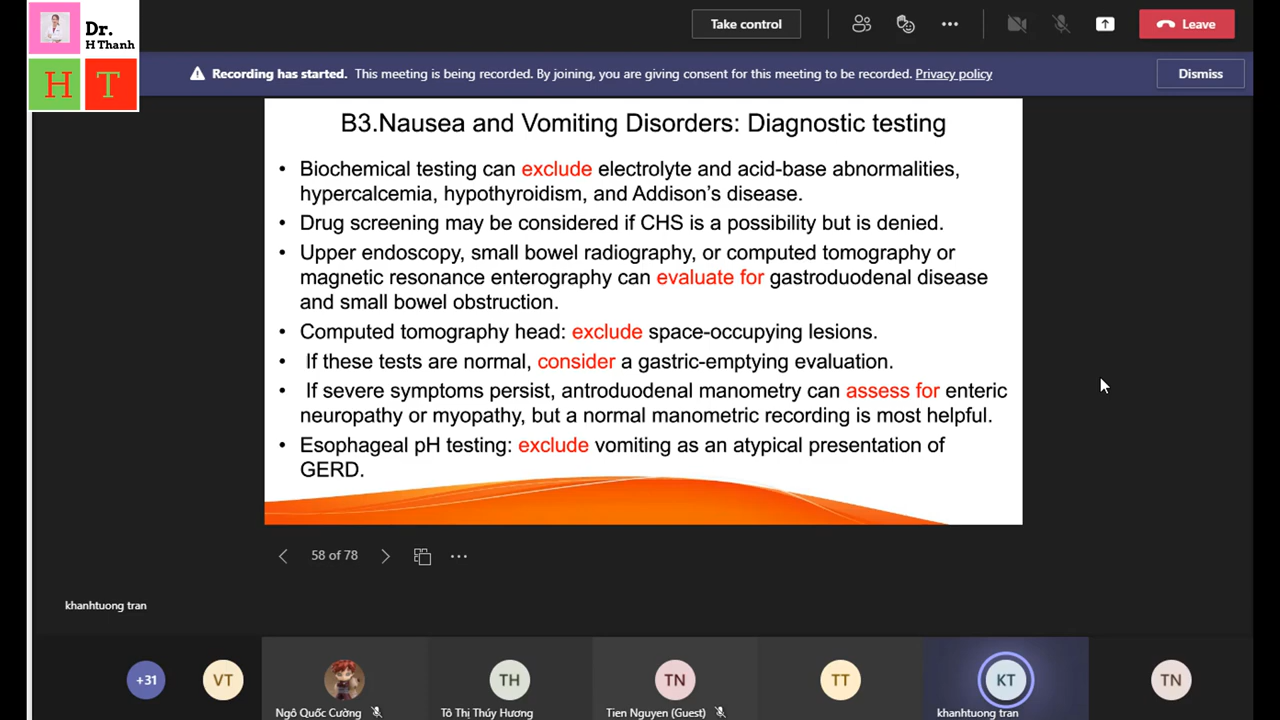 Dr.
H Thanh
H T
Take control
Leave
Recording has started. This meeting is being recorded. By joining, you are giving consent for this meeting to be recorded. Privacy policy
Dismiss
B3.Nausea and Vomiting Disorders: Diagnostic testing
• Biochemical testing can exclude electrolyte and acid-base abnormalities,
hypercalcemia, hypothyroidism, and Addison's disease.
• Drug screening may be considered if CHS is a possibility but is denied.
• Upper endoscopy, small bowel radiography, or computed tomography or
magnetic resonance enterography can evaluate for gastroduodenal disease
and small bowel obstruction.
• Computed tomography head: exclude space-occupying lesions.
• If these tests are normal, consider a gastric-emptying evaluation.
• If severe symptoms persist, antroduodenal manometry can assess for enteric
neuropathy or myopathy, but a normal manometric recording is most helpful.
• Esophageal pH testing: exclude vomiting as an atypical presentation of
GERD.
58 of 78
khanhtuong tran
+31 VT TH TN TT KT TN
Ngô Quốc Cường Tô Thị Thúy Hương Tien Nguyen (Guest) khanhtuong tran